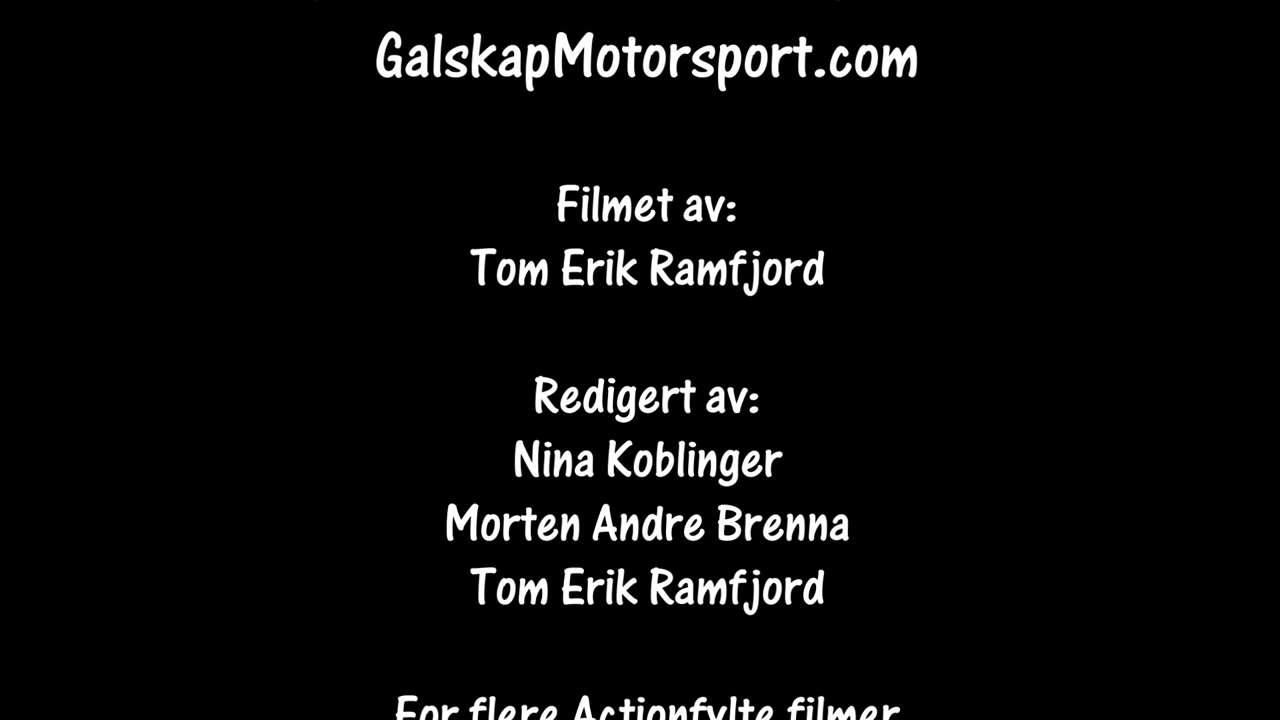 GalskapMotorsport.com
Filmet av:
Tom Erik Ramfjord
Redigert av:
Nina Koblinger
Morten Andre Brenna
Tom Erik Ramfjord
For flere Actionfylte filmer